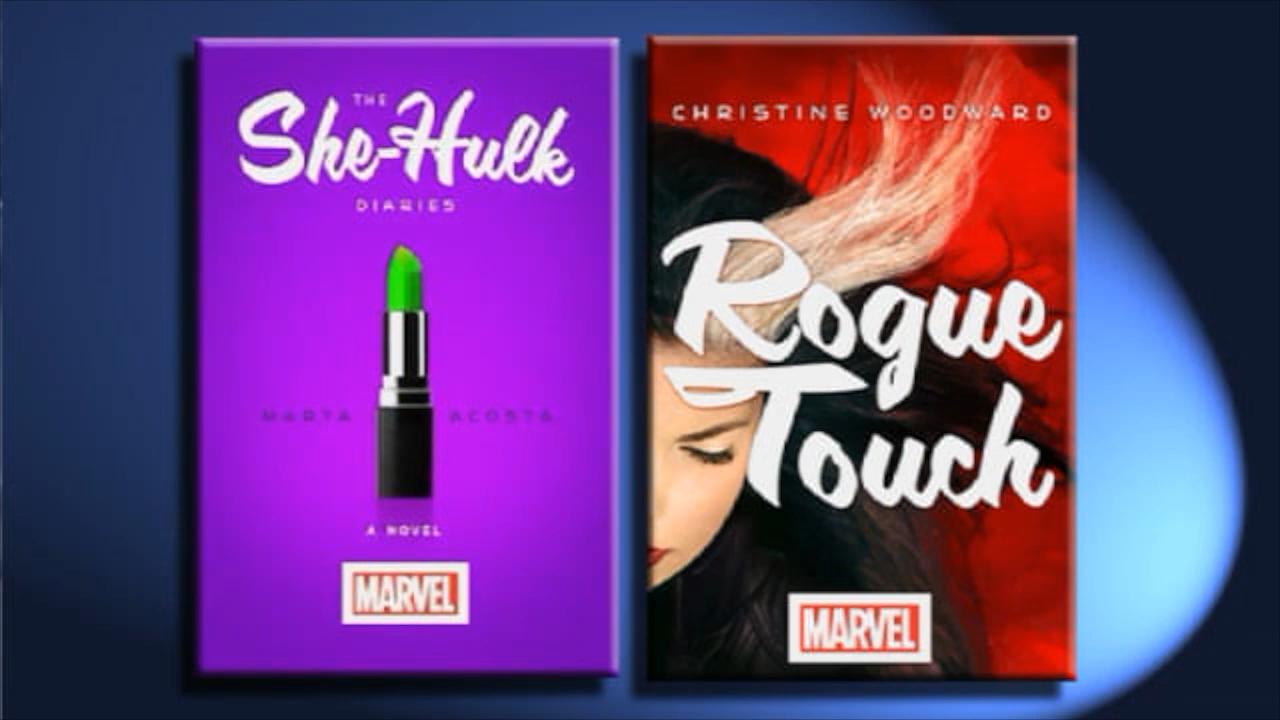 THE
She-Hulk
DIARIES
MARTA ACOSTA
A NOVEL
MARVEL
CHRISTINE WOODWARD
Rogue
Touch
MARVEL